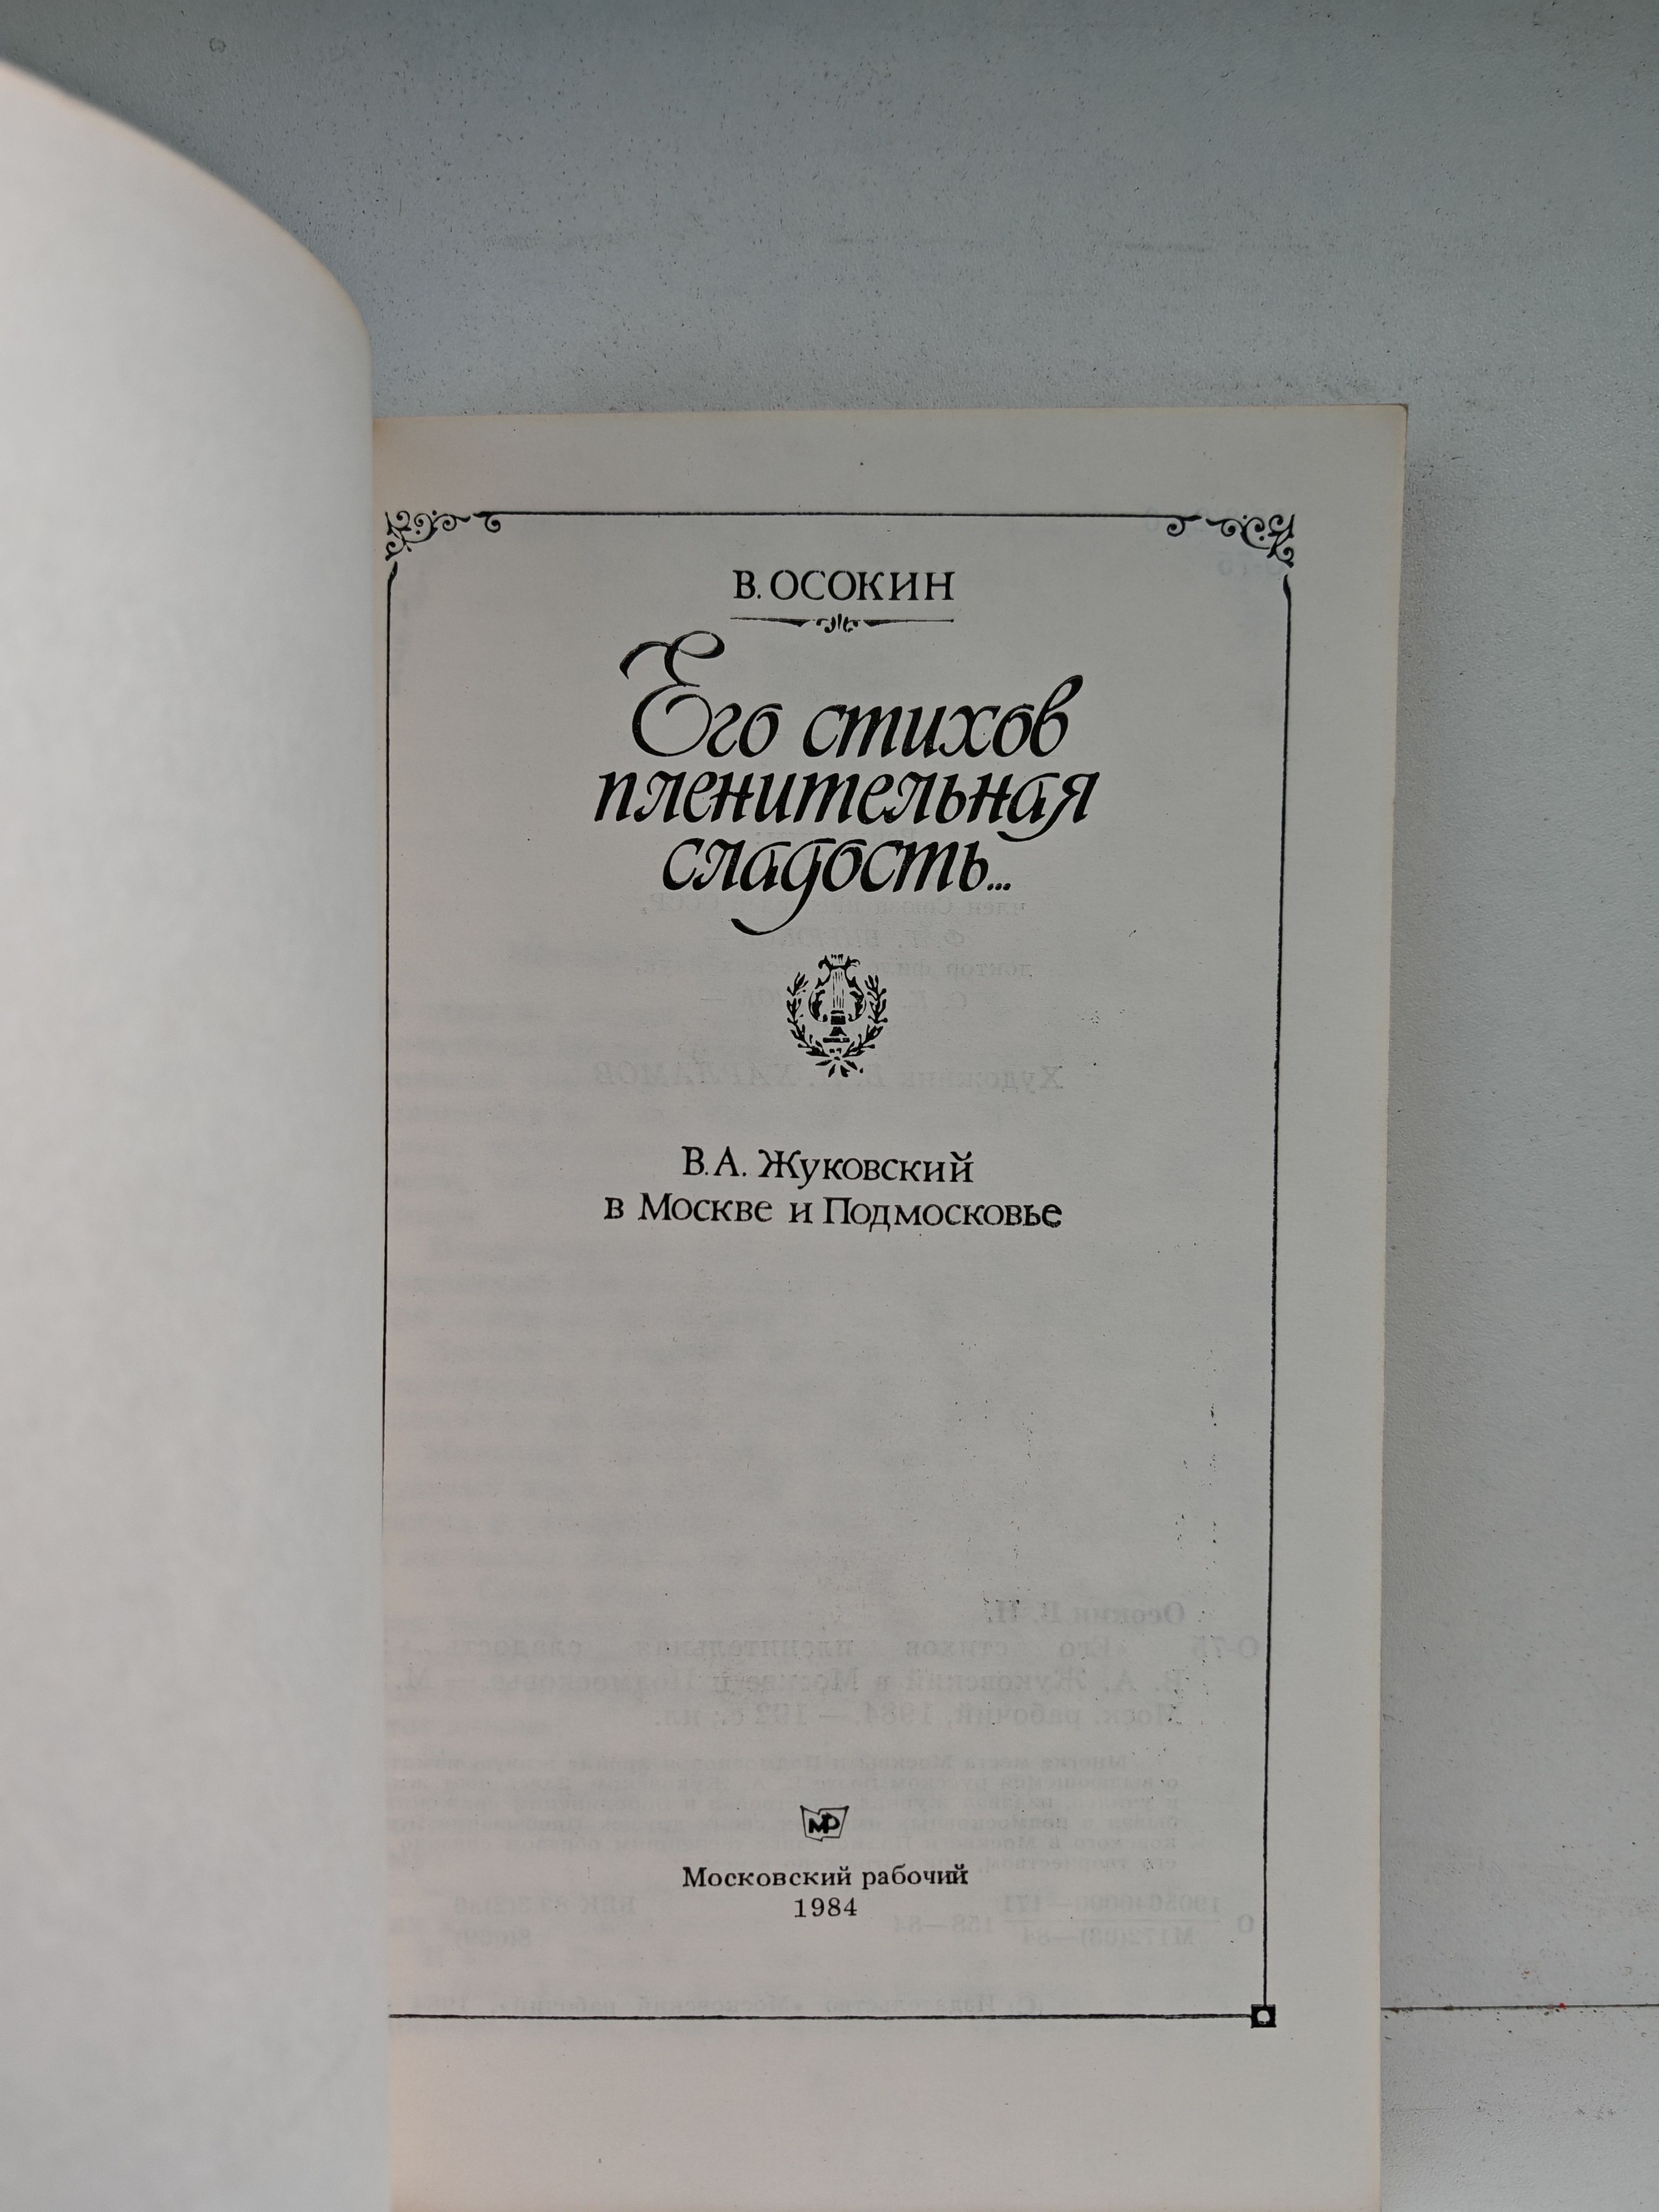 В. ОСОКИН
Его стихов
пленительная
сладость...
В. А. Жуковский
в Москве и Подмосковье
МР
Московский рабочий
1984